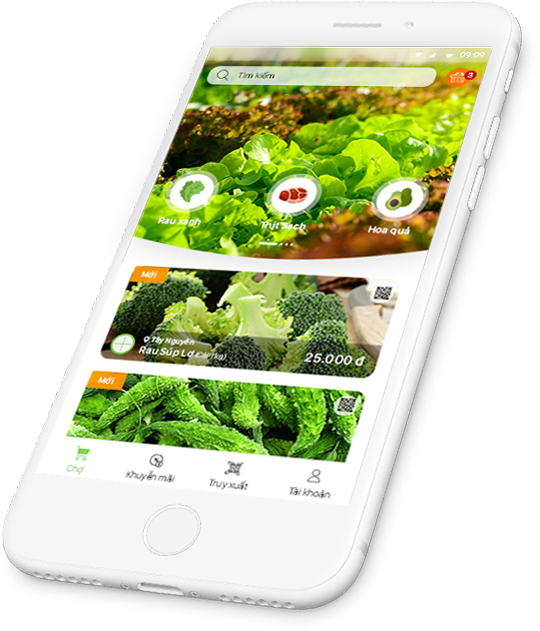 09:09
Tìm kiếm
3
Rau xanh
Thịt Sạch
Hoa quả
Mới
Tây Nguyên
Rau Súp Lơ
25.000 đ
Mới
Chợ
Khuyến mãi
Truy xuất
Tài khoản